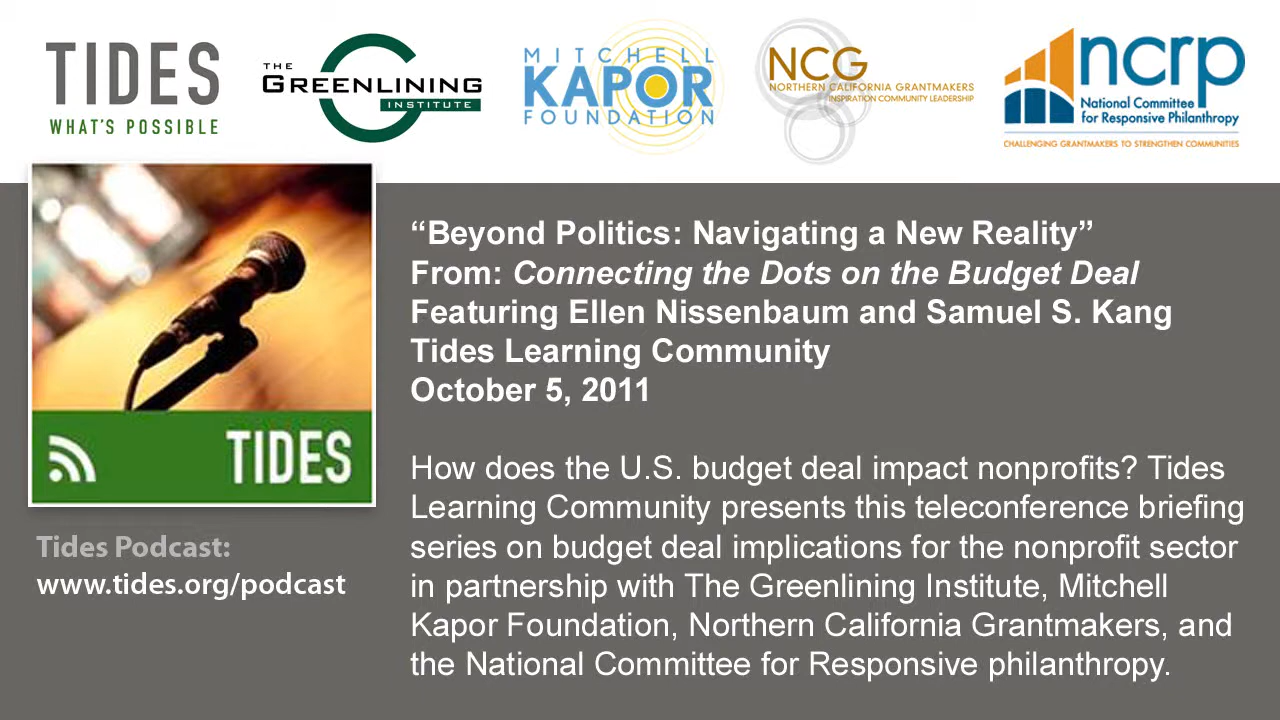 TIDES
WHAT'S POSSIBLE
THE
GREENLINING
INSTITUTE
MITCHELL
KAPOR
FOUNDATION
NCG
NORTHERN CALIFORNIA GRANTMAKERS
INSPIRATION COMMUNITY LEADERSHIP
ncrp
National Committee
for Responsive Philanthropy
CHALLENGING GRANTMAKERS TO STRENGTHEN COMMUNITIES
TIDES
Tides Podcast:
www.tides.org/podcast
“Beyond Politics: Navigating a New Reality”
From: Connecting the Dots on the Budget Deal
Featuring Ellen Nissenbaum and Samuel S. Kang
Tides Learning Community
October 5, 2011
How does the U.S. budget deal impact nonprofits? Tides
Learning Community presents this teleconference briefing
series on budget deal implications for the nonprofit sector
in partnership with The Greenlining Institute, Mitchell
Kapor Foundation, Northern California Grantmakers, and
the National Committee for Responsive philanthropy.